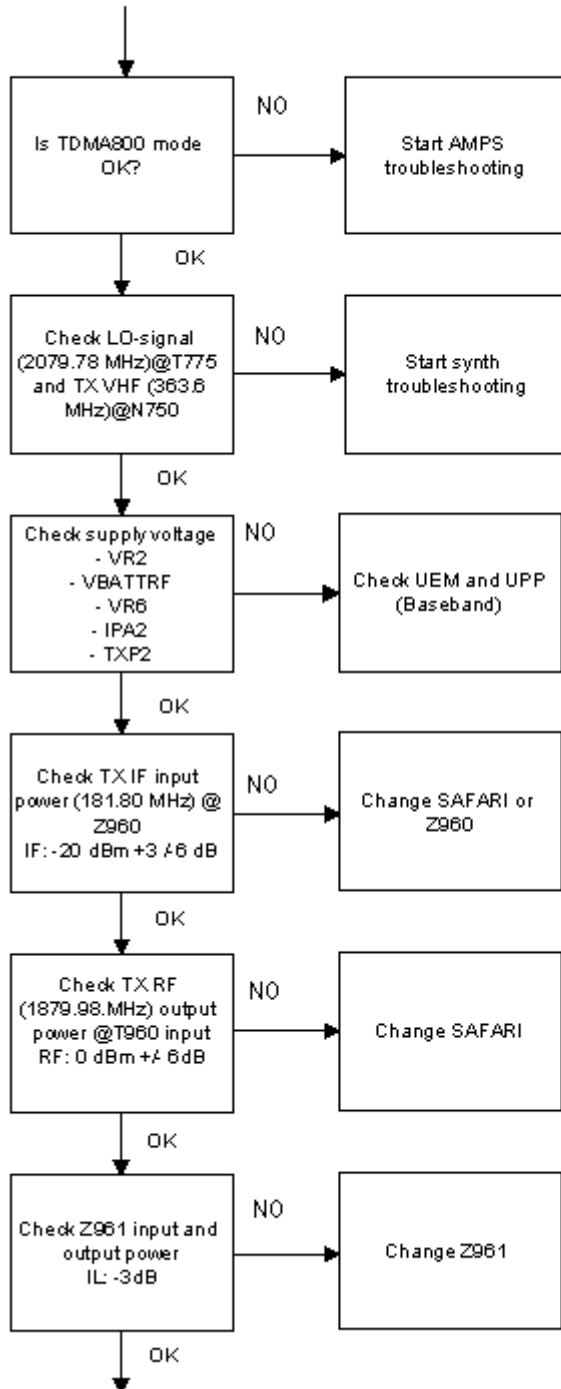 Is TDMA800 mode
OK?
NO
Start AMPS
troubleshooting
OK
Check LO-signal
(2079.78 MHz)@T775
and TX VHF (363.6
MHz)@N750
NO
Start synth
troubleshooting
OK
Check supply voltage
- VR2
- VBATTRF
- VR6
- IPA2
- TXP2
NO
Check UEM and UPP
(Baseband)
OK
Check TX IF input
power (181.80 MHz) @
Z960
IF: -20 dBm +3 /-6 dB
NO
Change SAFARI or
Z960
OK
Check TX RF
(1879.98.MHz) output
power @T960 input
RF: 0 dBm +/- 6dB
NO
Change SAFARI
OK
Check Z961 input and
output power
IL: -3dB
NO
Change Z961
OK